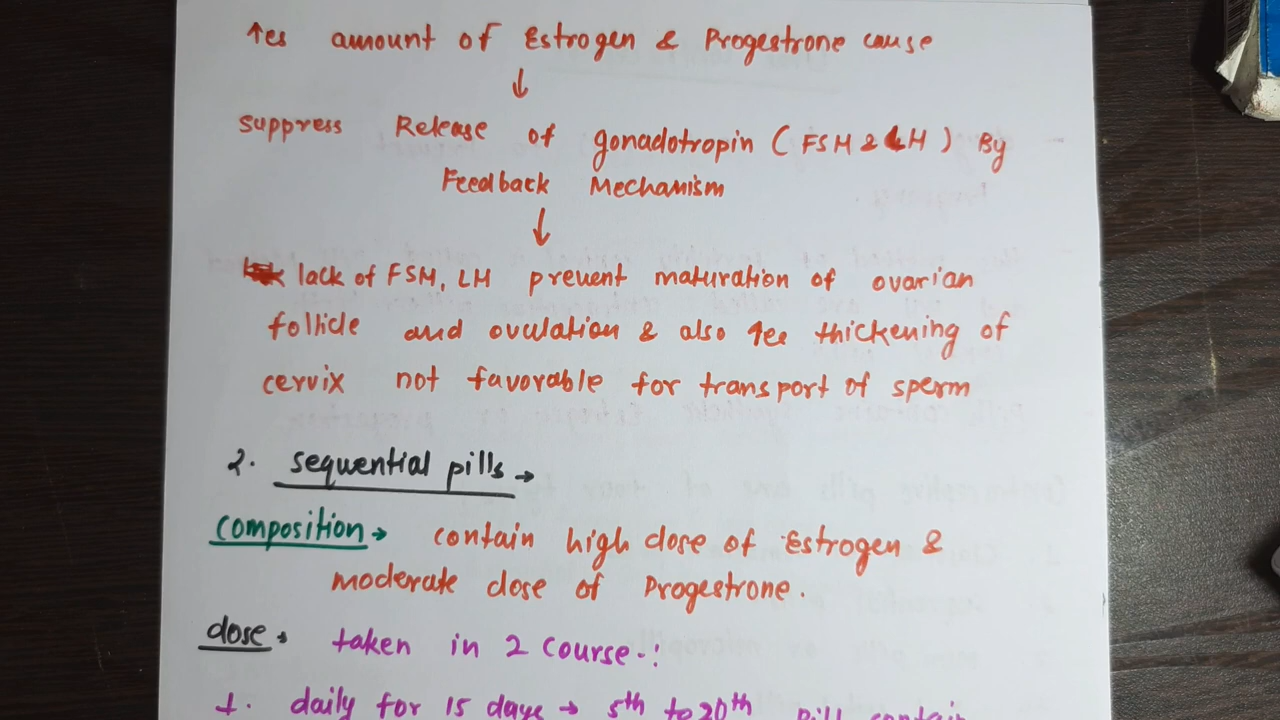 ↑es amount of Estrogen & Progestrone cause
↓
suppress Release of gonadotropin ( FSH & LH ) By
Feedback Mechanism
↓
lack of FSH, LH prevent maturation of ovarian
follicle and ovulation & also ↑es thickening of
cervix not favorable for transport of sperm
2. sequential pills →
composition → contain high dose of Estrogen &
moderate dose of Progestrone.
dose → taken in 2 course -:
1. daily for 15 days → 5th to 20th pill contain